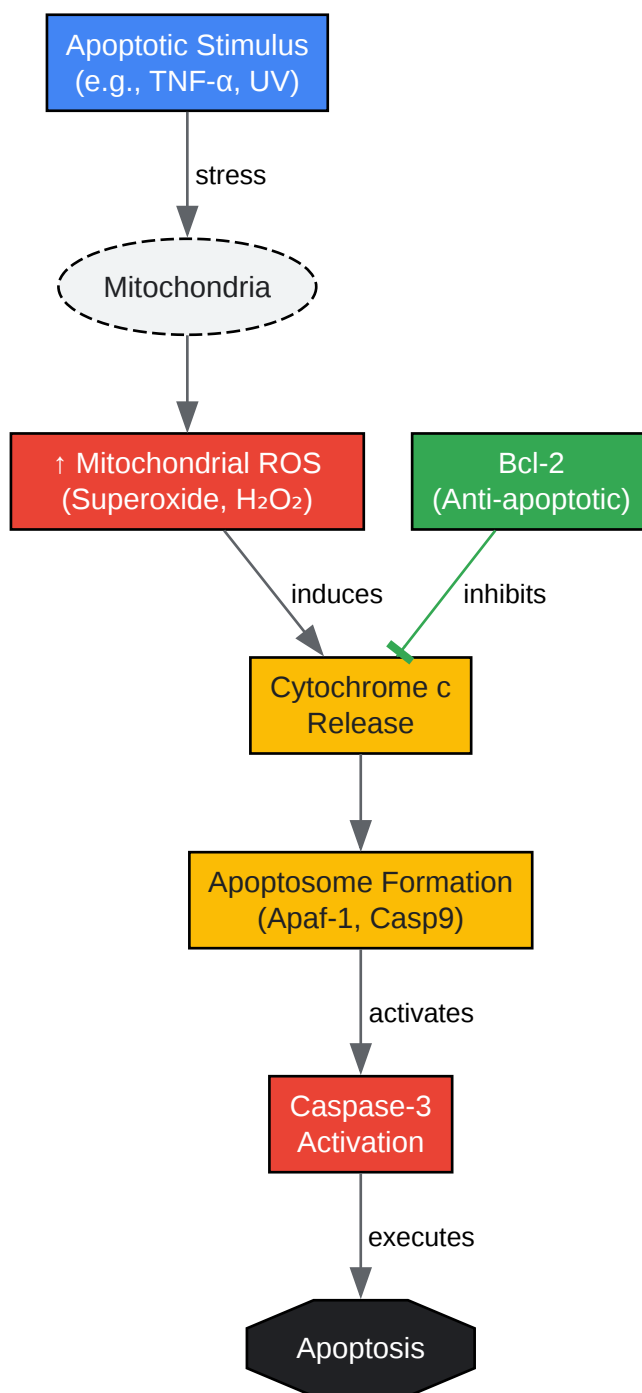 Apoptotic Stimulus
(e.g., TNF-α, UV)
stress
Mitochondria
↑ Mitochondrial ROS
(Superoxide, H₂O₂)
Bcl-2
(Anti-apoptotic)
induces
inhibits
Cytochrome c
Release
Apoptosome Formation
(Apaf-1, Casp9)
activates
Caspase-3
Activation
executes
Apoptosis